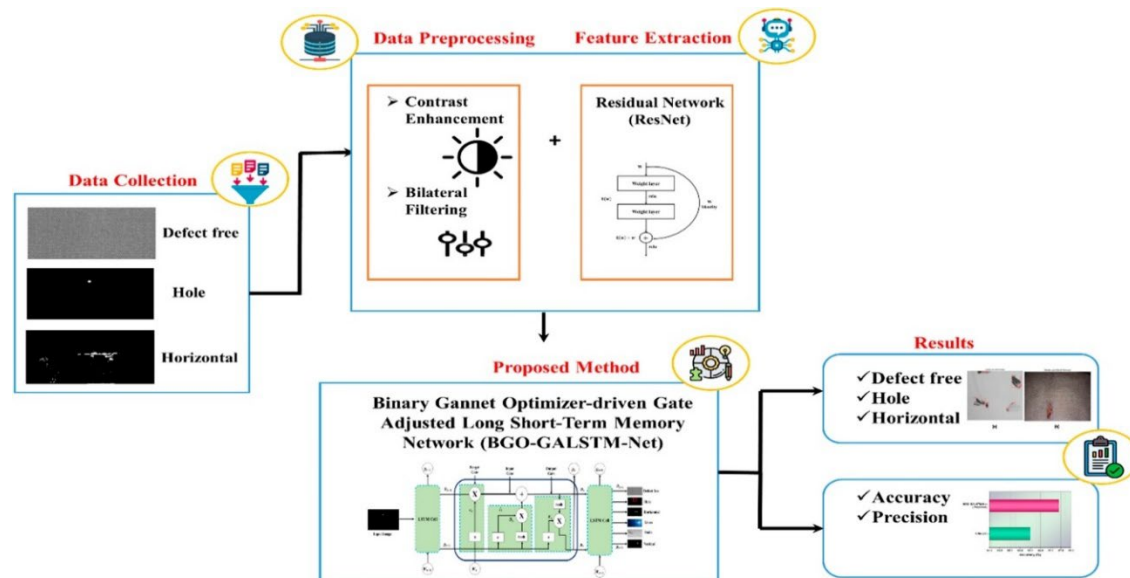 Data Preprocessing
Feature Extraction
➢ Contrast
Enhancement
➢ Bilateral
Filtering
+
Residual Network
(ResNet)
Weight layer
Weight layer
Data Collection
Defect free
Hole
Horizontal
Proposed Method
Binary Gannet Optimizer-driven Gate
Adjusted Long Short-Term Memory
Network (BGO-GALSTM-Net)
Results
✓Defect free
✓Hole
✓Horizontal
✓Accuracy
✓Precision